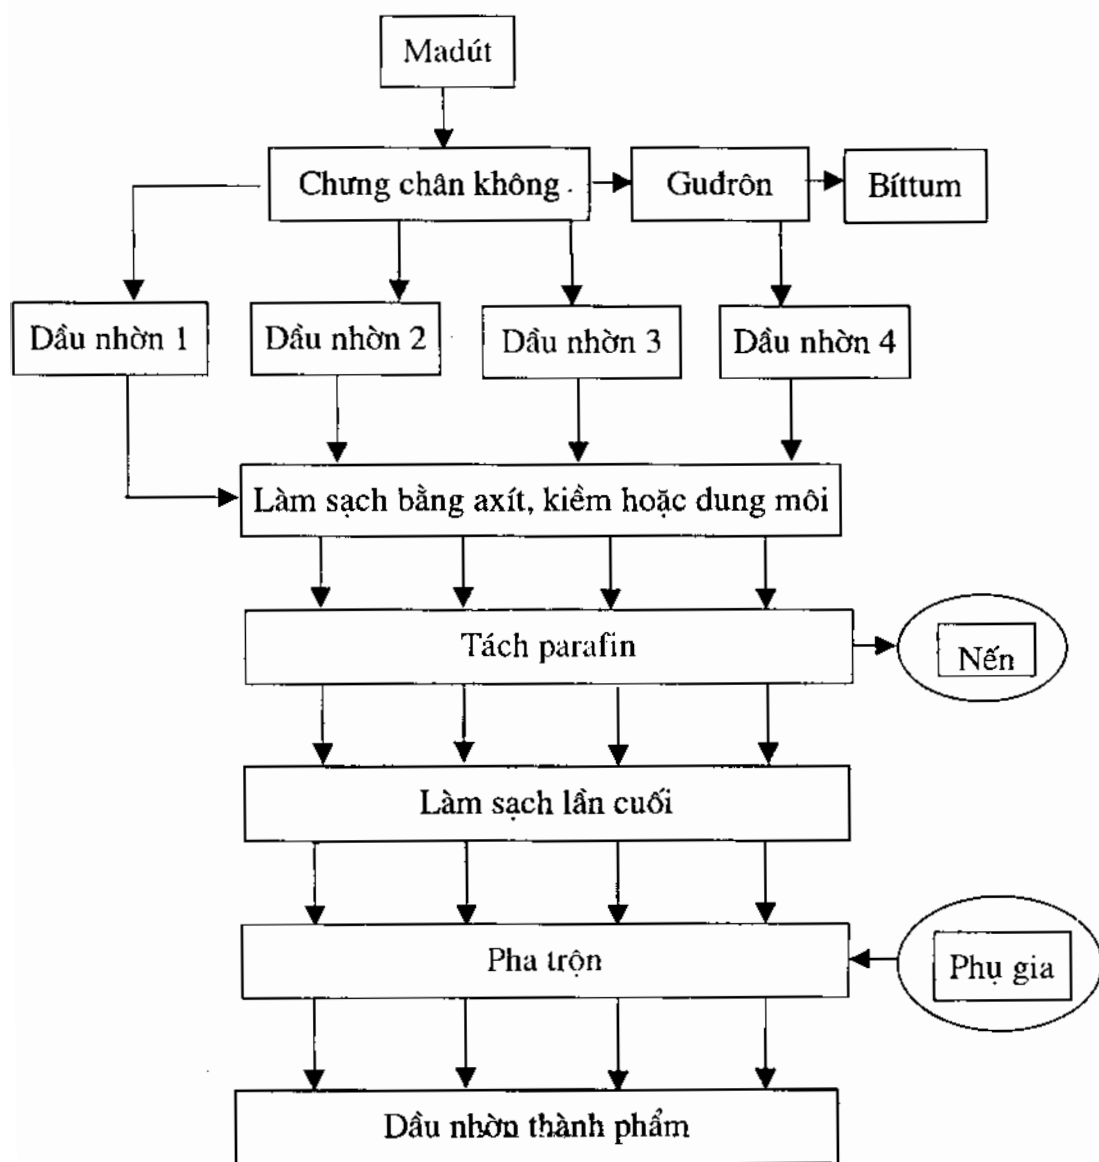 Madút
Chưng chân không
Guđrôn
Bíttum
Dầu nhờn 1
Dầu nhờn 2
Dầu nhờn 3
Dầu nhờn 4
Làm sạch bằng axít, kiềm hoặc dung môi
Tách parafin
Nến
Làm sạch lần cuối
Pha trộn
Phụ gia
Dầu nhờn thành phẩm